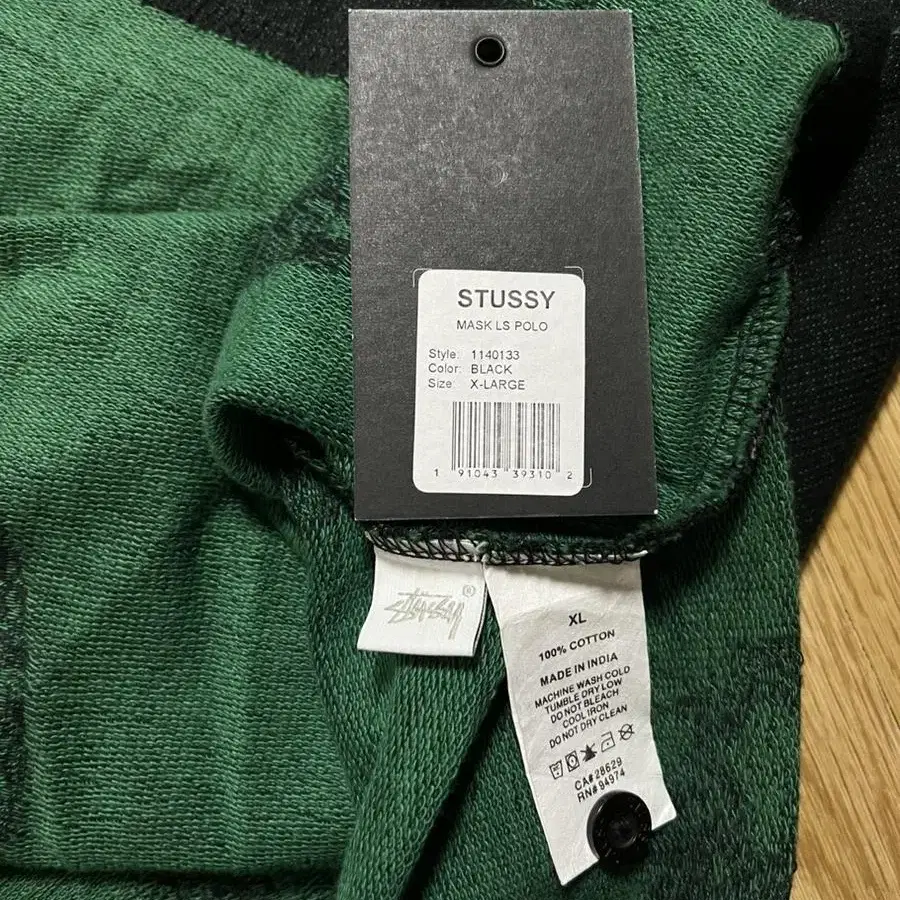 STUSSY
MASK LS POLO
Style: 1140133
Color: BLACK
Size: X-LARGE
1 91043 39310 2
Stüssy ®
XL
100% COTTON
MADE IN INDIA
MACHINE WASH COLD
TUMBLE DRY LOW
DO NOT BLEACH
COOL IRON
DO NOT DRY CLEAN
CA# 28629
RN# 94974